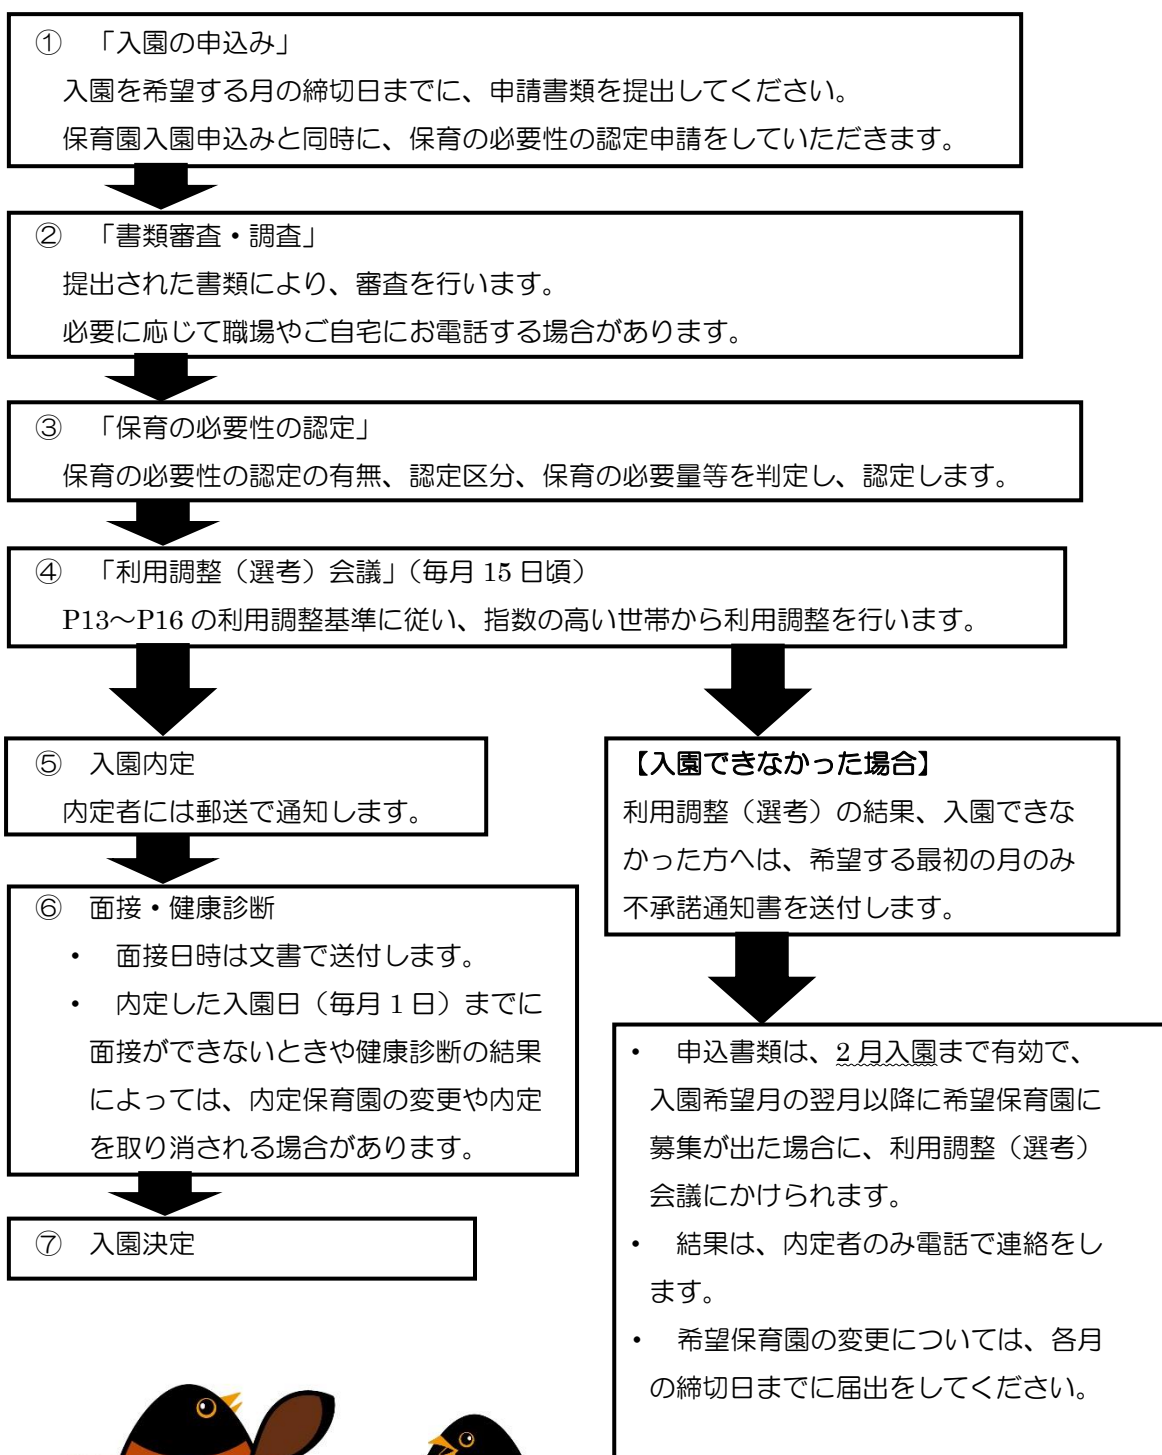 ① 「入園の申込み」
入園を希望する月の締切日までに、申請書類を提出してください。
保育園入園申込みと同時に、保育の必要性の認定申請をしていただきます。
② 「書類審査・調査」
提出された書類により、審査を行います。
必要に応じて職場やご自宅にお電話する場合があります。
③ 「保育の必要性の認定」
保育の必要性の認定の有無、認定区分、保育の必要量等を判定し、認定します。
④ 「利用調整（選考）会議」（毎月 15 日頃）
P13～P16 の利用調整基準に従い、指数の高い世帯から利用調整を行います。
⑤ 入園内定
内定者には郵送で通知します。
⑥ 面接・健康診断
・ 面接日時は文書で送付します。
・ 内定した入園日（毎月 1 日）までに
面接ができないときや健康診断の結果
によっては、内定保育園の変更や内定
を取り消される場合があります。
⑦ 入園決定
【入園できなかった場合】
利用調整（選考）の結果、入園できな
かった方へは、希望する最初の月のみ
不承諾通知書を送付します。
・ 申込書類は、2 月入園まで有効で、
入園希望月の翌月以降に希望保育園に
募集が出た場合に、利用調整（選考）
会議にかけられます。
・ 結果は、内定者のみ電話で連絡をし
ます。
・ 希望保育園の変更については、各月
の締切日までに届出をしてください。